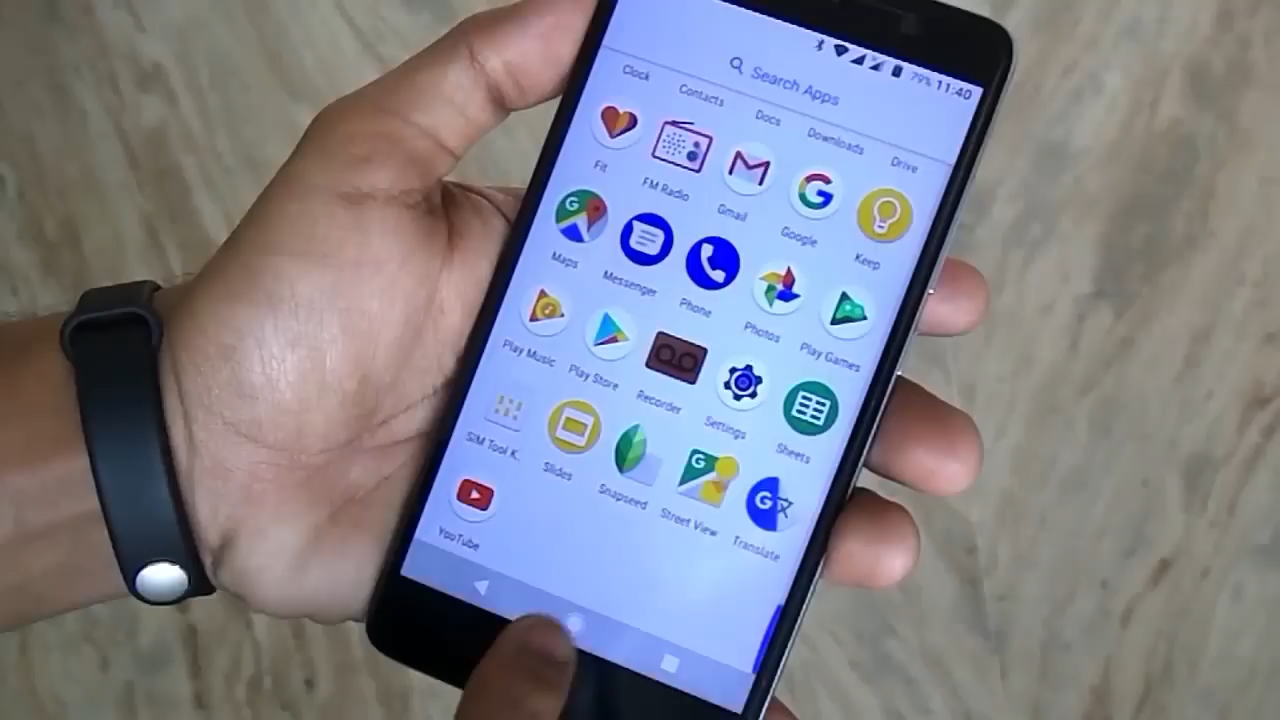 79% 11:40
Search Apps
Clock Contacts Docs Downloads Drive
Fit FM Radio Gmail Google Keep
Maps Messenger Phone Photos Play Games
Play Music Play Store Recorder Settings Sheets
SIM Tool K.. Slides Snapseed Street View Translate
YouTube